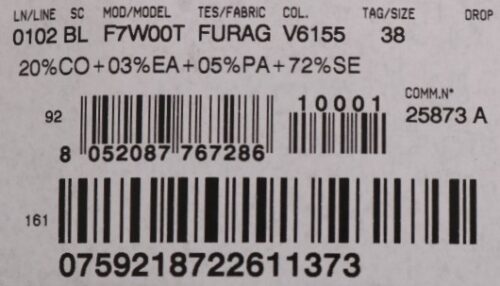 LN/LINE SC MOD/MODEL TES/FABRIC COL. TAG/SIZE DROP
0102 BL F7W00T FURAG V6155 38
20%CO+03%EA+05%PA+72%SE
10001
COMM.N°
92 25873 A
8 052087 767286
161
0759218722611373